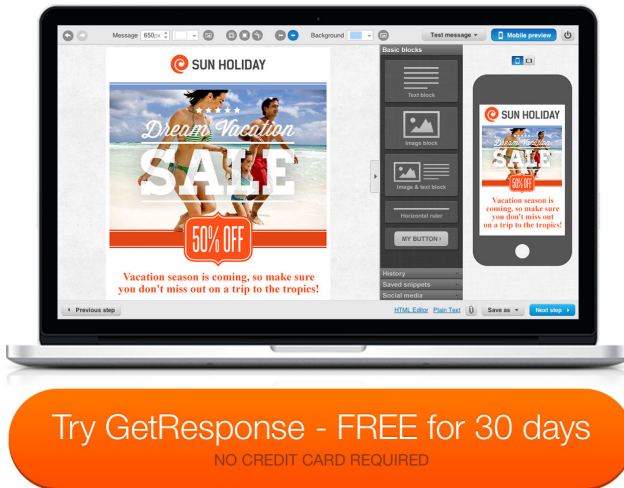 Message 650px Background Test message Mobile preview
SUN HOLIDAY
Dream Vacation
SALE
50% OFF
Vacation season is coming, so make sure
you don't miss out on a trip to the tropics!
Basic blocks
Text block
Image block
Image & text block
Horizontal ruler
MY BUTTON ›
History
Saved snippets
Social media
SUN HOLIDAY
Dream Vacation
SALE
50% OFF
Vacation season is
coming, so make sure
you don't miss out
on a trip to the tropics!
Previous step HTML Editor Plain Text Save as Next step
Try GetResponse - FREE for 30 days
NO CREDIT CARD REQUIRED